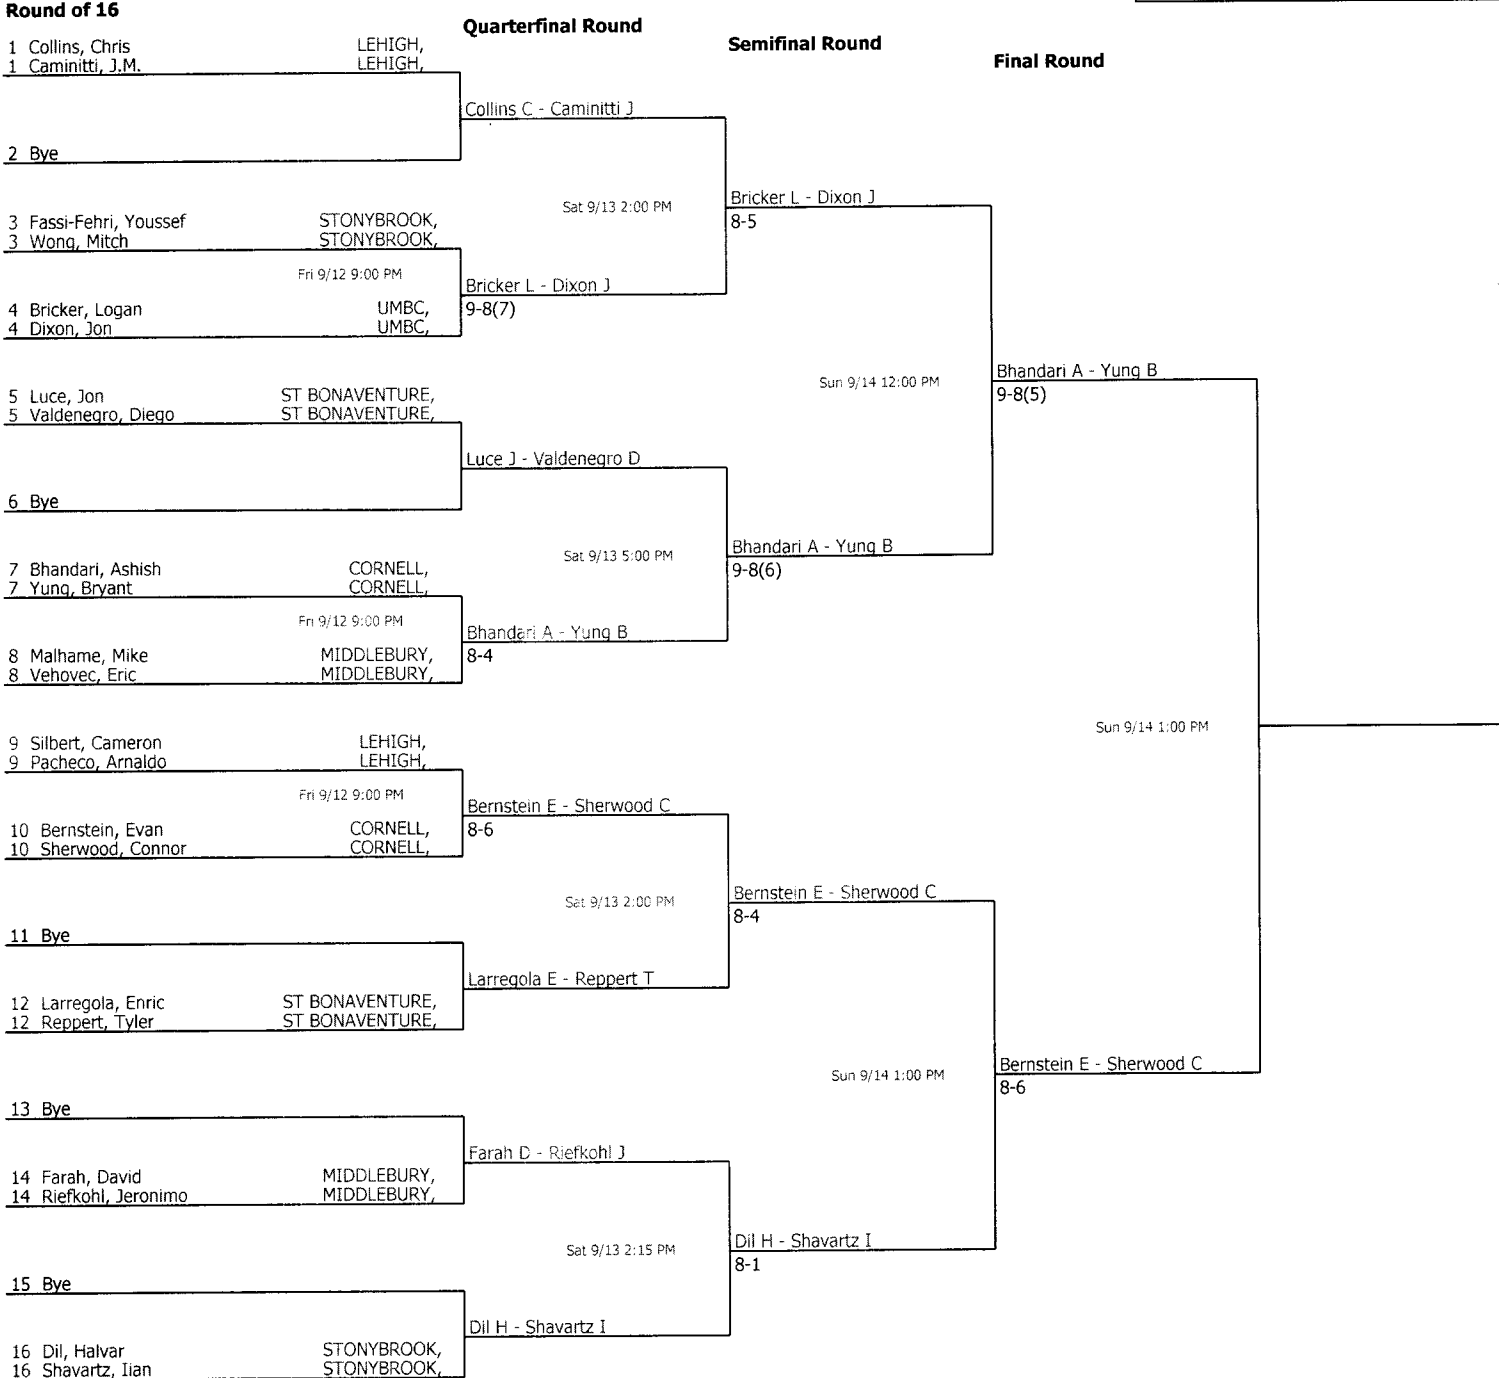 Round of 16
Quarterfinal Round
Semifinal Round
Final Round
1 Collins, Chris LEHIGH,
1 Caminitti, J.M. LEHIGH,
Collins C - Caminitti J
2 Bye
Sat 9/13 2:00 PM
Bricker L - Dixon J
8-5
3 Fassi-Fehri, Youssef STONYBROOK,
3 Wong, Mitch STONYBROOK,
Fri 9/12 9:00 PM
Bricker L - Dixon J
9-8(7)
4 Bricker, Logan UMBC,
4 Dixon, Jon UMBC,
Sun 9/14 12:00 PM
Bhandari A - Yung B
9-8(5)
5 Luce, Jon ST BONAVENTURE,
5 Valdenegro, Diego ST BONAVENTURE,
Luce J - Valdenegro D
6 Bye
Sat 9/13 5:00 PM
Bhandari A - Yung B
9-8(6)
7 Bhandari, Ashish CORNELL,
7 Yung, Bryant CORNELL,
Fri 9/12 9:00 PM
Bhandari A - Yung B
8-4
8 Malhame, Mike MIDDLEBURY,
8 Vehovec, Eric MIDDLEBURY,
Sun 9/14 1:00 PM
9 Silbert, Cameron LEHIGH,
9 Pacheco, Arnaldo LEHIGH,
Fri 9/12 9:00 PM
Bernstein E - Sherwood C
8-6
10 Bernstein, Evan CORNELL,
10 Sherwood, Connor CORNELL,
Sat 9/13 2:00 PM
Bernstein E - Sherwood C
8-4
11 Bye
Larregola E - Reppert T
12 Larregola, Enric ST BONAVENTURE,
12 Reppert, Tyler ST BONAVENTURE,
Sun 9/14 1:00 PM
Bernstein E - Sherwood C
8-6
13 Bye
Farah D - Riefkohl J
14 Farah, David MIDDLEBURY,
14 Riefkohl, Jeronimo MIDDLEBURY,
Sat 9/13 2:15 PM
Dil H - Shavartz I
8-1
15 Bye
Dil H - Shavartz I
16 Dil, Halvar STONYBROOK,
16 Shavartz, Iian STONYBROOK,